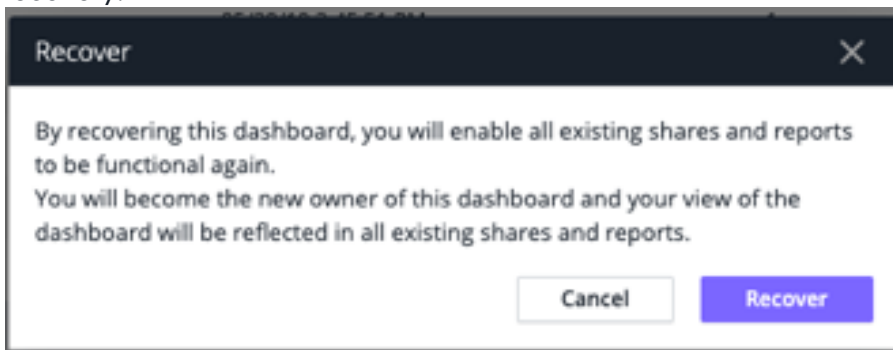 Recover
By recovering this dashboard, you will enable all existing shares and reports
to be functional again.
You will become the new owner of this dashboard and your view of the
dashboard will be reflected in all existing shares and reports.
Cancel Recover